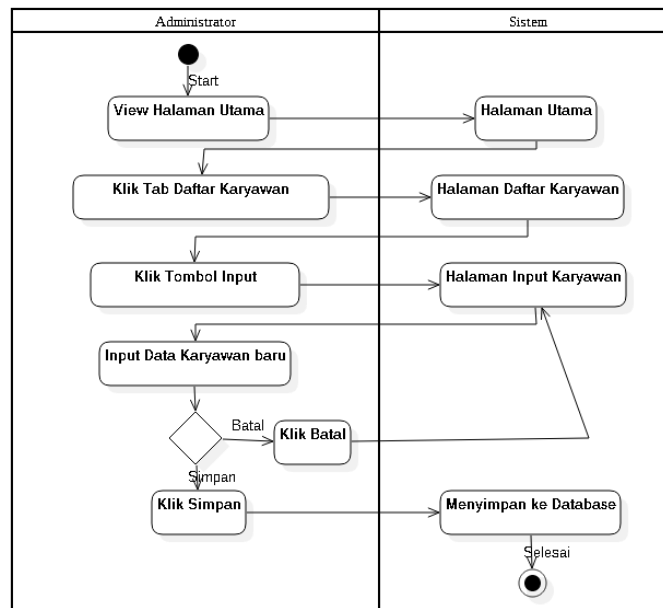 Administrator
Sistem
Start
View Halaman Utama
Halaman Utama
Klik Tab Daftar Karyawan
Halaman Daftar Karyawan
Klik Tombol Input
Halaman Input Karyawan
Input Data Karyawan baru
Batal
Klik Batal
Simpan
Klik Simpan
Menyimpan ke Database
Selesai